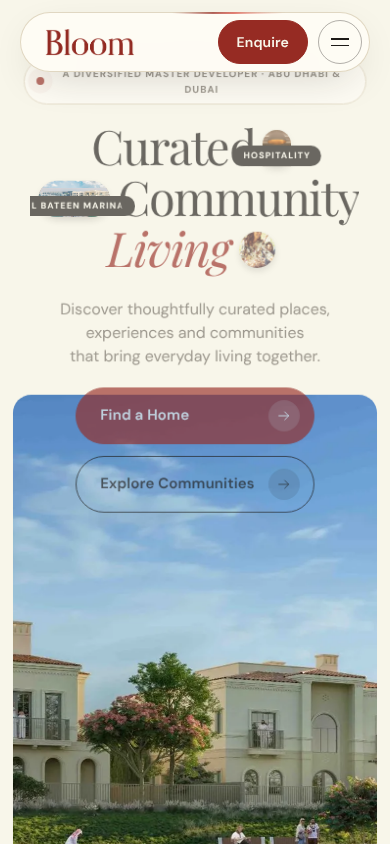 Bloom
Enquire
A DIVERSIFIED MASTER DEVELOPER · ABU DHABI &
DUBAI
Curated
HOSPITALITY
L BATEEN MARINA
Community
Living
Discover thoughtfully curated places,
experiences and communities
that bring everyday living together.
Find a Home
Explore Communities